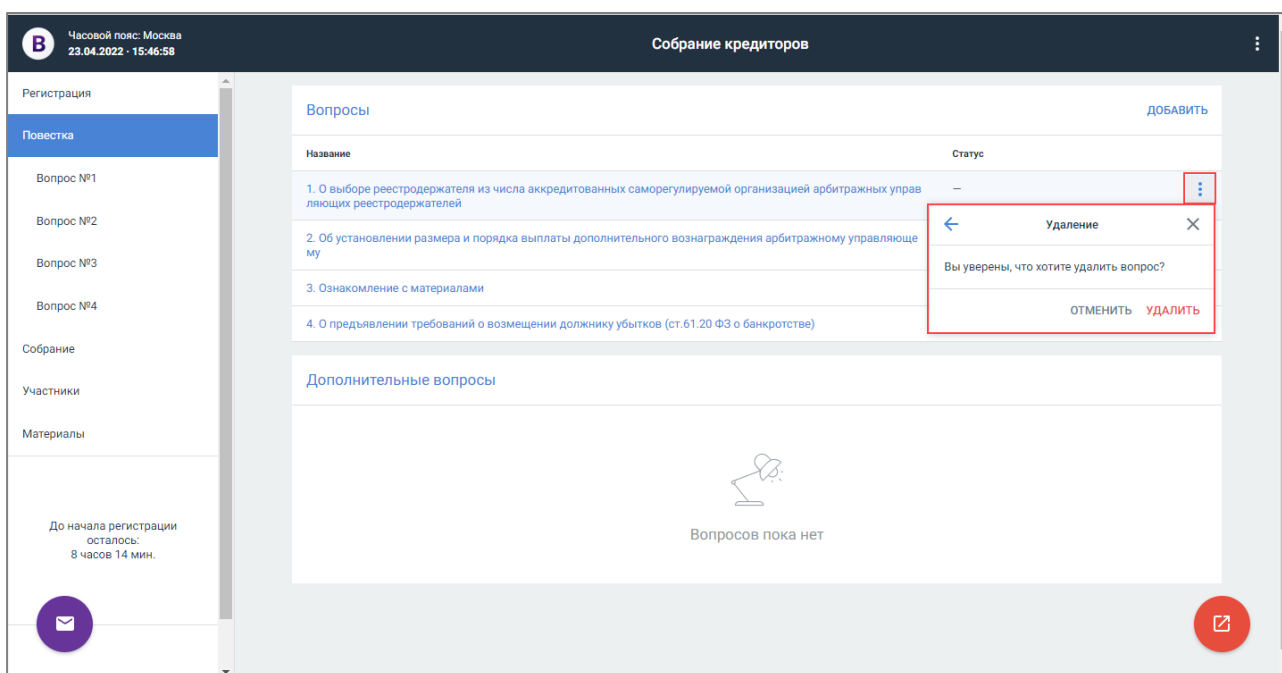 B
Часовой пояс: Москва
23.04.2022 · 15:46:58
Собрание кредиторов
Регистрация
Повестка
Вопрос №1
Вопрос №2
Вопрос №3
Вопрос №4
Собрание
Участники
Материалы
До начала регистрации
осталось:
8 часов 14 мин.
Вопросы
ДОБАВИТЬ
Название
Статус
1. О выборе реестродержателя из числа аккредитованных саморегулируемой организацией арбитражных управ
ляющих реестродержателей
—
2. Об установлении размера и порядка выплаты дополнительного вознаграждения арбитражному управляюще
му
3. Ознакомление с материалами
4. О предъявлении требований о возмещении должнику убытков (ст.61.20 ФЗ о банкротстве)
Удаление
Вы уверены, что хотите удалить вопрос?
ОТМЕНИТЬ УДАЛИТЬ
Дополнительные вопросы
Вопросов пока нет